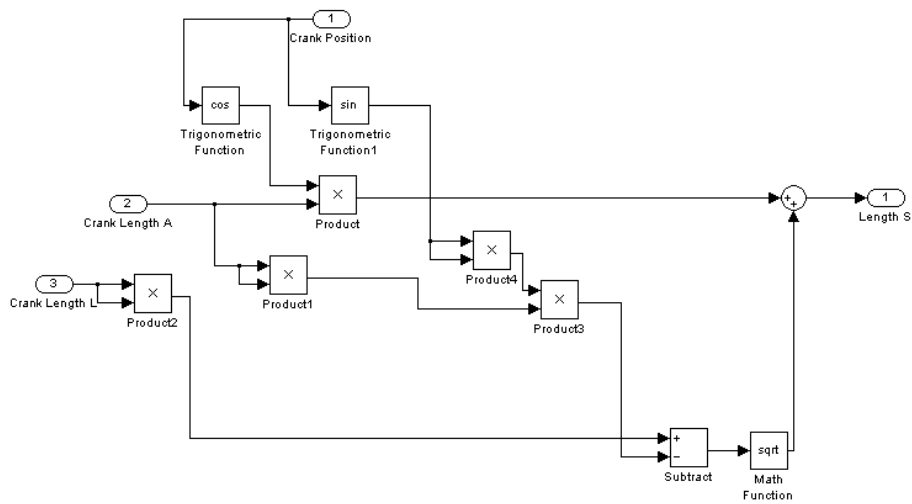 1
Crank Position
cos
sin
Trigonometric
Function
Trigonometric
Function1
2
Crank Length A
×
Product
+
+
1
Length S
×
Product4
×
Product1
3
Crank Length L
×
Product2
×
Product3
+
−
Subtract
sqrt
Math
Function